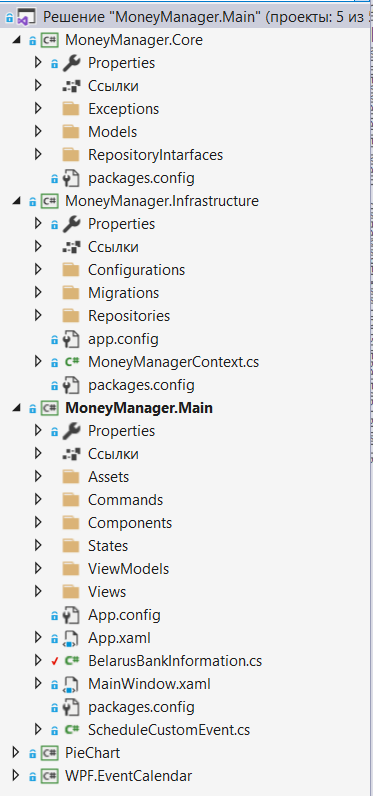 Решение "MoneyManager.Main" (проекты: 5 из
MoneyManager.Core
Properties
Ссылки
Exceptions
Models
RepositoryIntarfaces
packages.config
MoneyManager.Infrastructure
Properties
Ссылки
Configurations
Migrations
Repositories
app.config
MoneyManagerContext.cs
packages.config
MoneyManager.Main
Properties
Ссылки
Assets
Commands
Components
States
ViewModels
Views
App.config
App.xaml
BelarusBankInformation.cs
MainWindow.xaml
packages.config
ScheduleCustomEvent.cs
PieChart
WPF.EventCalendar